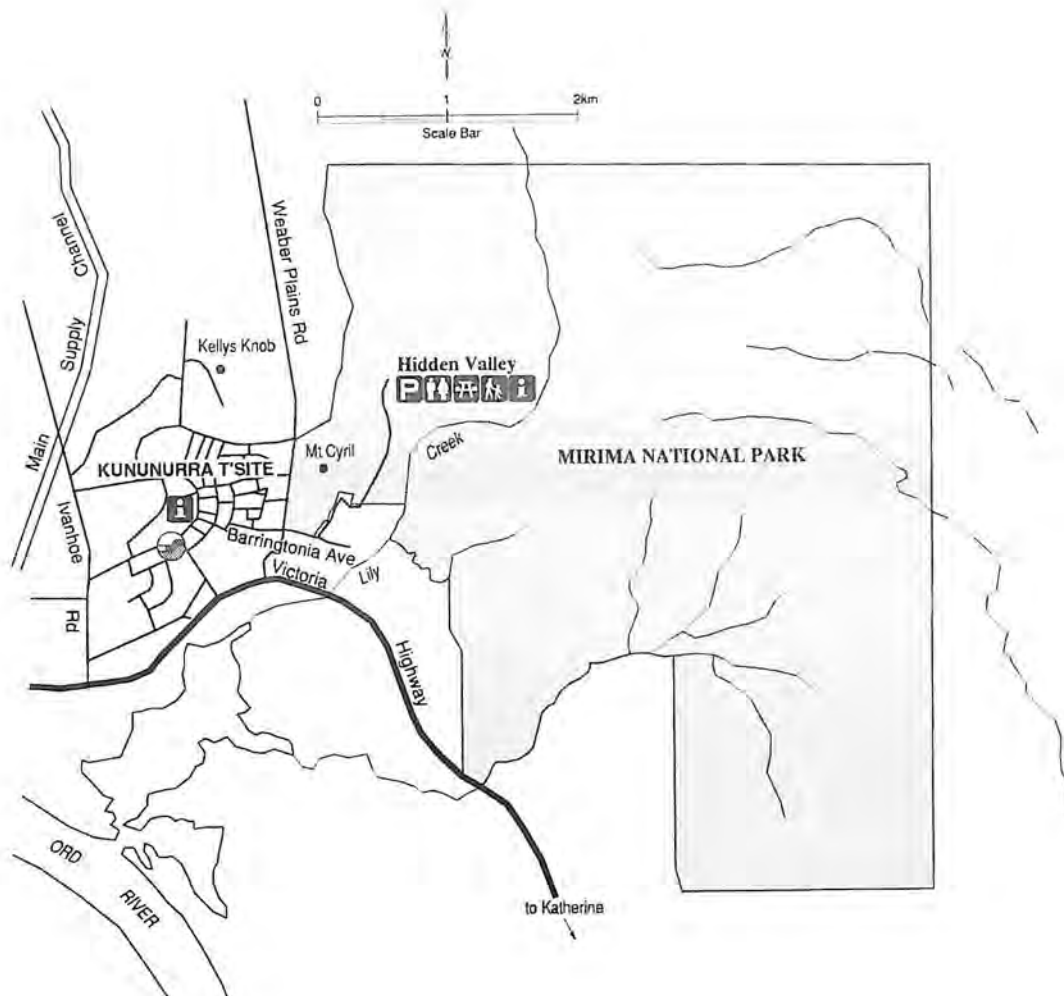 N
0 1 2km
Scale Bar
Main Supply Channel
Weaber Plains Rd
Kellys Knob
Hidden Valley
P i
Creek
Mt Cyril
MIRIMA NATIONAL PARK
KUNUNURRA T'SITE
i
Ivanhoe Rd
Barringtonia Ave
Victoria
Lily
Highway
ORD
RIVER
to Katherine